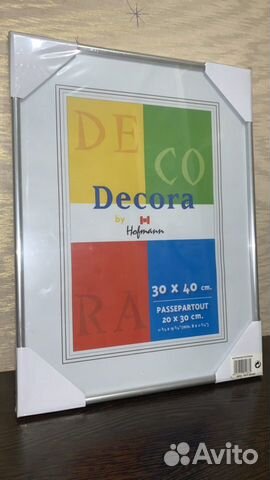 DE
CO
Decora
by Hofmann
30 x 40 cm.
PASSEPARTOUT
20 x 30 cm.
RA
Avito